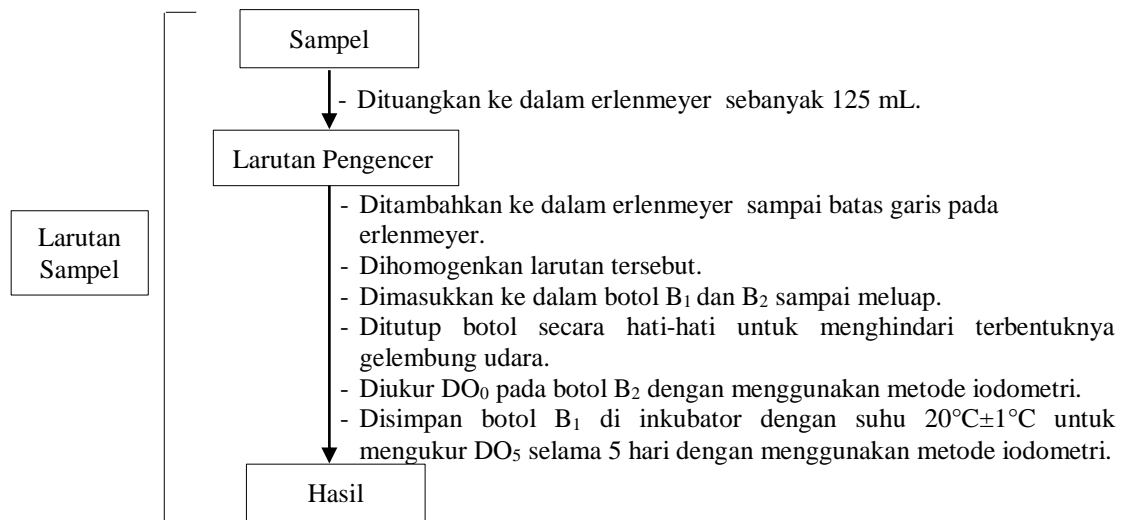 Sampel
- Dituangkan ke dalam erlenmeyer sebanyak 125 mL.
Larutan Pengencer
- Ditambahkan ke dalam erlenmeyer sampai batas garis pada
erlenmeyer.
Larutan
Sampel
- Dihomogenkan larutan tersebut.
- Dimasukkan ke dalam botol B₁ dan B₂ sampai meluap.
- Ditutup botol secara hati-hati untuk menghindari terbentuknya
gelembung udara.
- Diukur DO₀ pada botol B₂ dengan menggunakan metode iodometri.
- Disimpan botol B₁ di inkubator dengan suhu 20°C±1°C untuk
mengukur DO₅ selama 5 hari dengan menggunakan metode iodometri.
Hasil